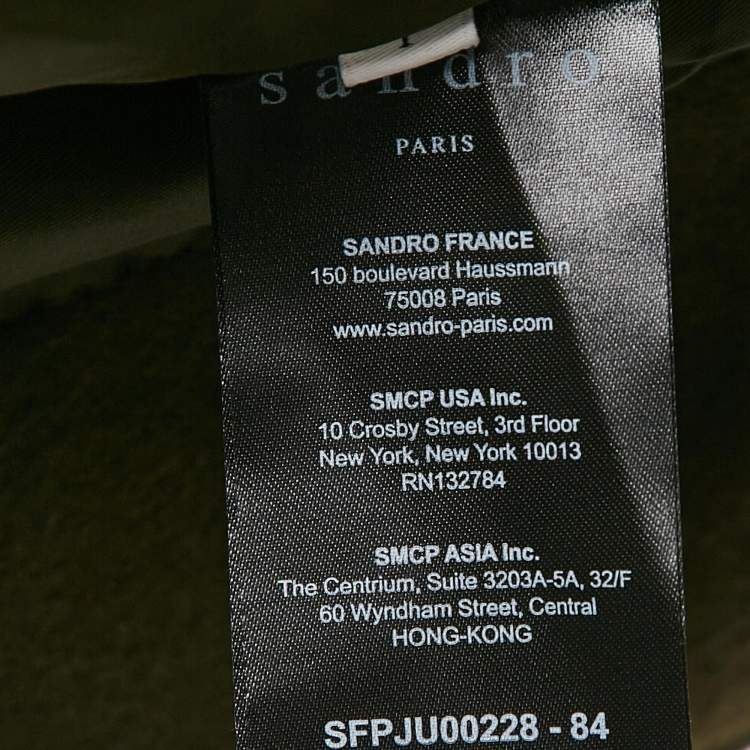 sandro
PARIS
SANDRO FRANCE
150 boulevard Haussmann
75008 Paris
www.sandro-paris.com
SMCP USA Inc.
10 Crosby Street, 3rd Floor
New York, New York 10013
RN132784
SMCP ASIA Inc.
The Centrium, Suite 3203A-5A, 32/F
60 Wyndham Street, Central
HONG-KONG
SFPJU00228 - 84